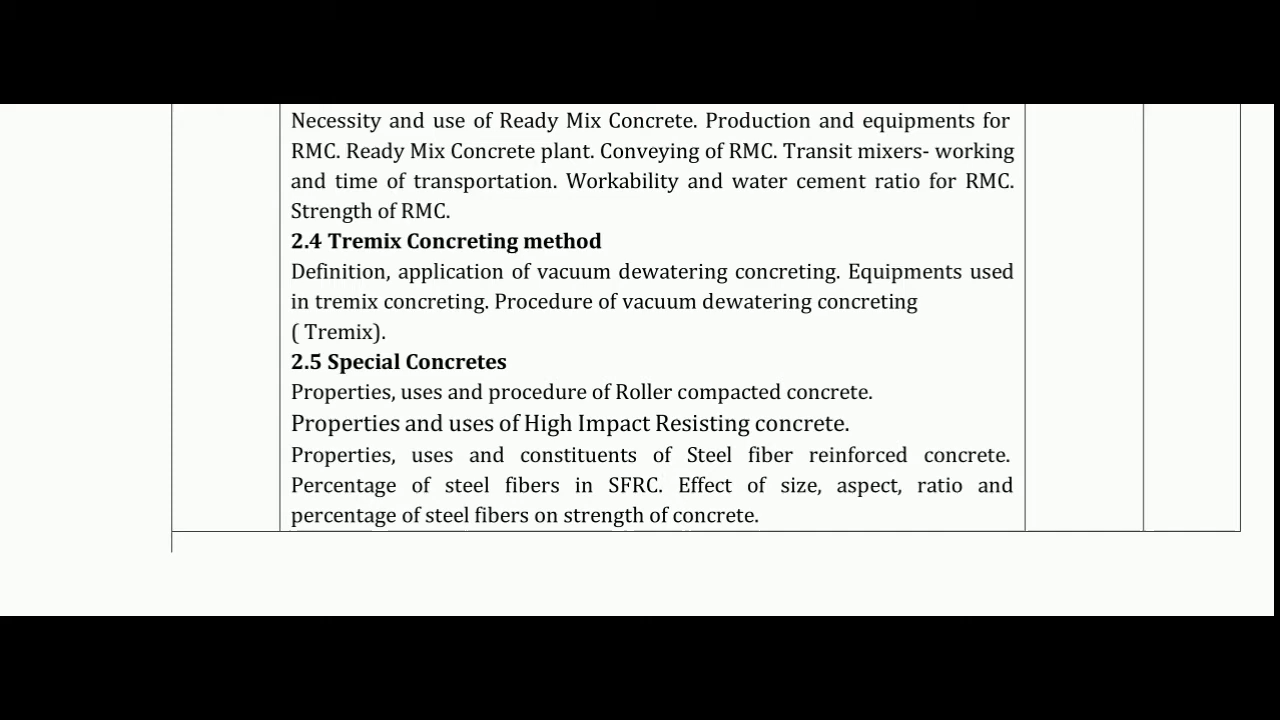 Necessity and use of Ready Mix Concrete. Production and equipments for
RMC. Ready Mix Concrete plant. Conveying of RMC. Transit mixers- working
and time of transportation. Workability and water cement ratio for RMC.
Strength of RMC.
2.4 Tremix Concreting method
Definition, application of vacuum dewatering concreting. Equipments used
in tremix concreting. Procedure of vacuum dewatering concreting
( Tremix).
2.5 Special Concretes
Properties, uses and procedure of Roller compacted concrete.
Properties and uses of High Impact Resisting concrete.
Properties, uses and constituents of Steel fiber reinforced concrete.
Percentage of steel fibers in SFRC. Effect of size, aspect, ratio and
percentage of steel fibers on strength of concrete.